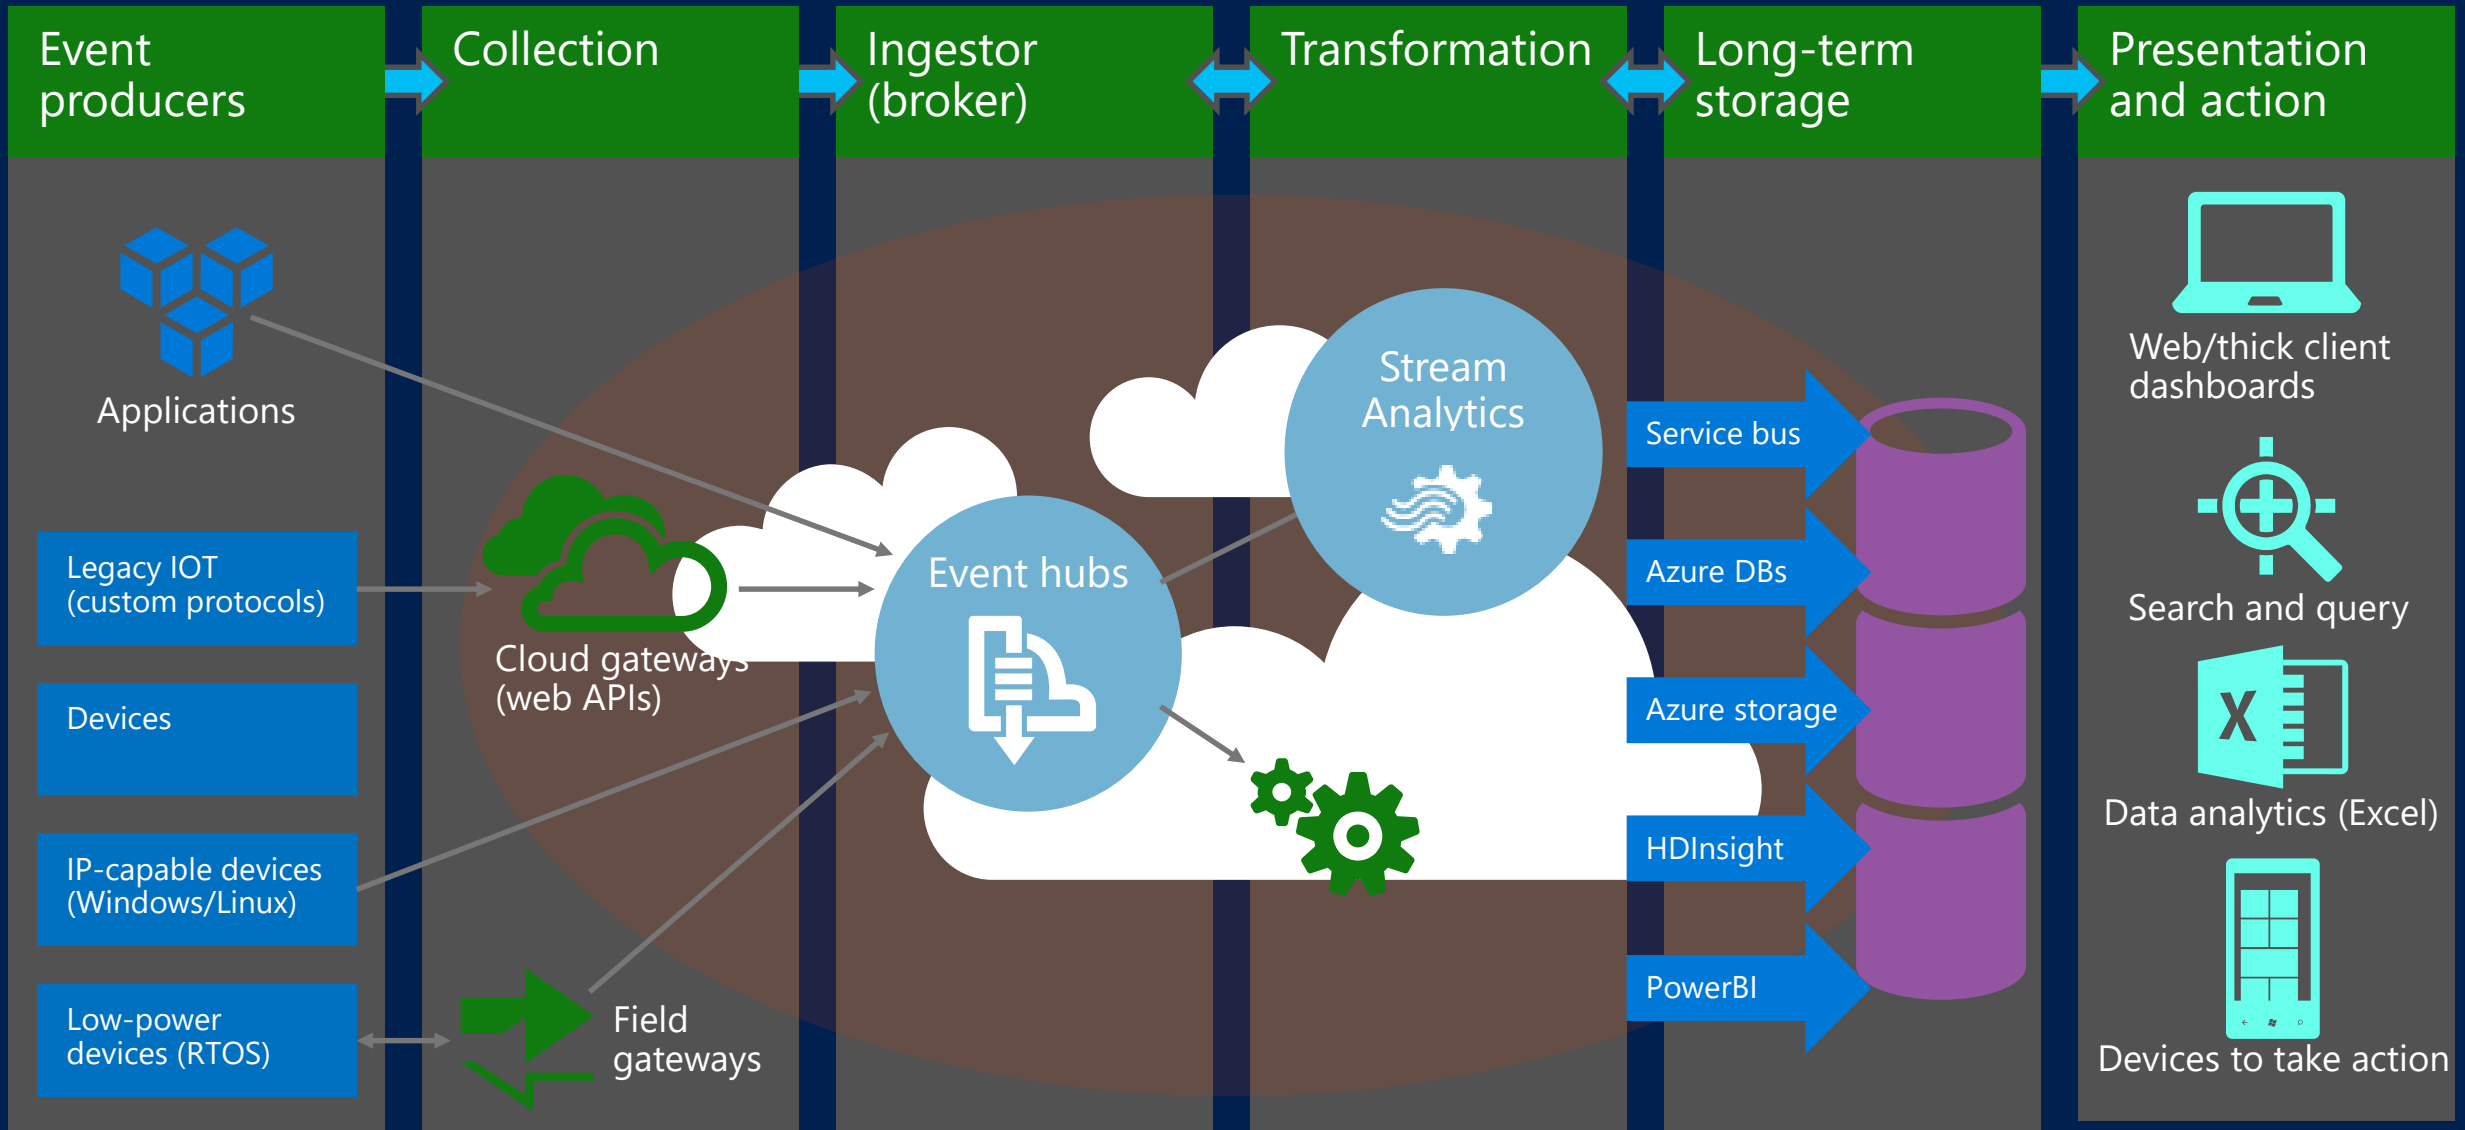 Event
producers
Collection
Ingestor
(broker)
Transformation
Long-term
storage
Presentation
and action
Applications
Legacy IOT
(custom protocols)
Devices
IP-capable devices
(Windows/Linux)
Low-power
devices (RTOS)
Cloud gateways
(web APIs)
Field
gateways
Event hubs
Stream
Analytics
Service bus
Azure DBs
Azure storage
HDInsight
PowerBI
Web/thick client
dashboards
Search and query
X
Data analytics (Excel)
Devices to take action